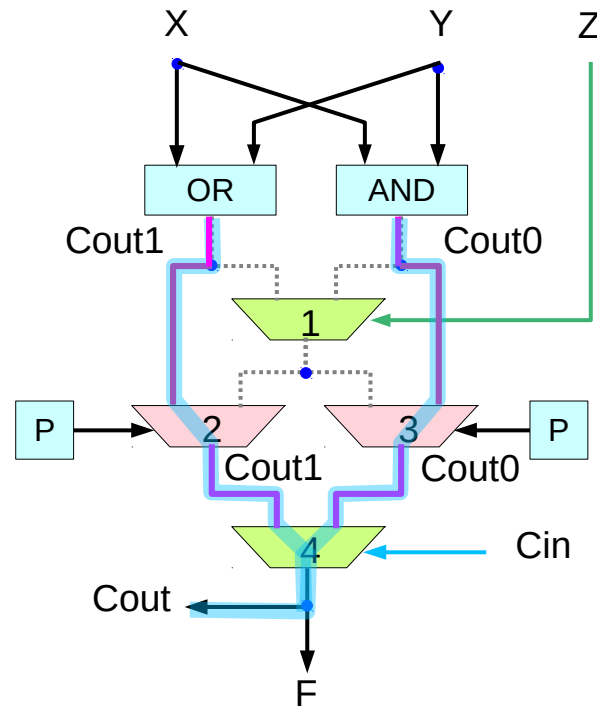 X Y Z
OR AND
Cout1 Cout0
1
P 2 3 P
Cout1 Cout0
4 Cin
Cout
F